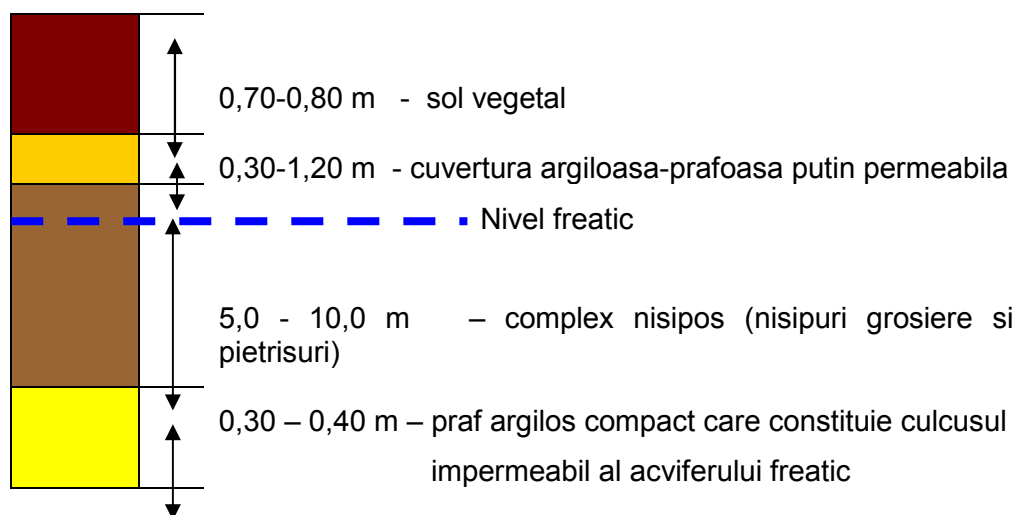 0,70-0,80 m - sol vegetal
0,30-1,20 m - cuvertura argiloasa-prafoasa putin permeabila
Nivel freatic
5,0 - 10,0 m – complex nisipos (nisipuri grosiere si
pietrisuri)
0,30 – 0,40 m – praf argilos compact care constituie culcusul
impermeabil al acviferului freatic